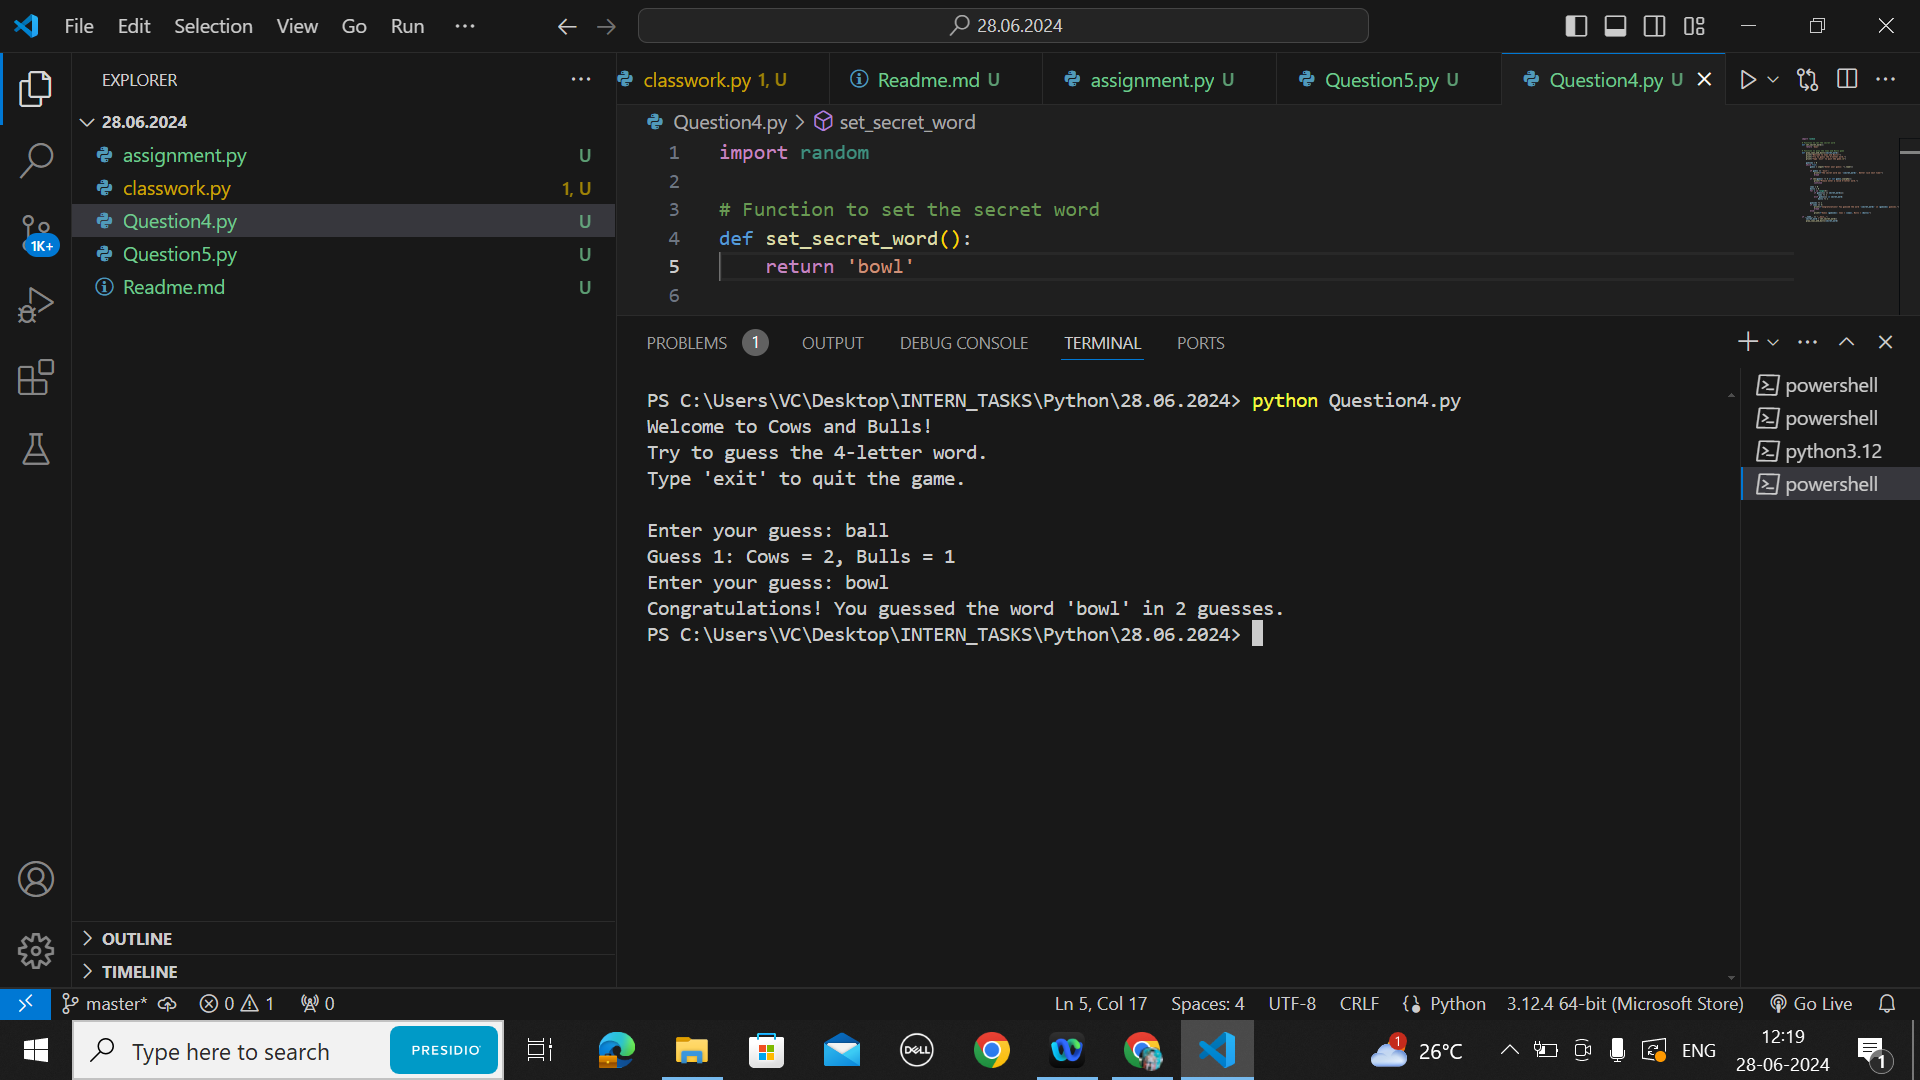 File Edit Selection View Go Run ···
28.06.2024
EXPLORER
28.06.2024
assignment.py U
classwork.py 1, U
Question4.py U
Question5.py U
Readme.md U
1K+
OUTLINE
TIMELINE
classwork.py 1, U
Readme.md U
assignment.py U
Question5.py U
Question4.py U
Question4.py > set_secret_word
1 import random
2
3 # Function to set the secret word
4 def set_secret_word():
5 return 'bowl'
6
PROBLEMS 1 OUTPUT DEBUG CONSOLE TERMINAL PORTS
PS C:\Users\VC\Desktop\INTERN_TASKS\Python\28.06.2024> python Question4.py
Welcome to Cows and Bulls!
Try to guess the 4-letter word.
Type 'exit' to quit the game.
Enter your guess: ball
Guess 1: Cows = 2, Bulls = 1
Enter your guess: bowl
Congratulations! You guessed the word 'bowl' in 2 guesses.
PS C:\Users\VC\Desktop\INTERN_TASKS\Python\28.06.2024>
powershell
powershell
python3.12
powershell
master* 0 1 0
Ln 5, Col 17 Spaces: 4 UTF-8 CRLF Python 3.12.4 64-bit (Microsoft Store) Go Live
Type here to search
PRESIDIO
DELL
1
26°C
ENG
12:19
28-06-2024
1